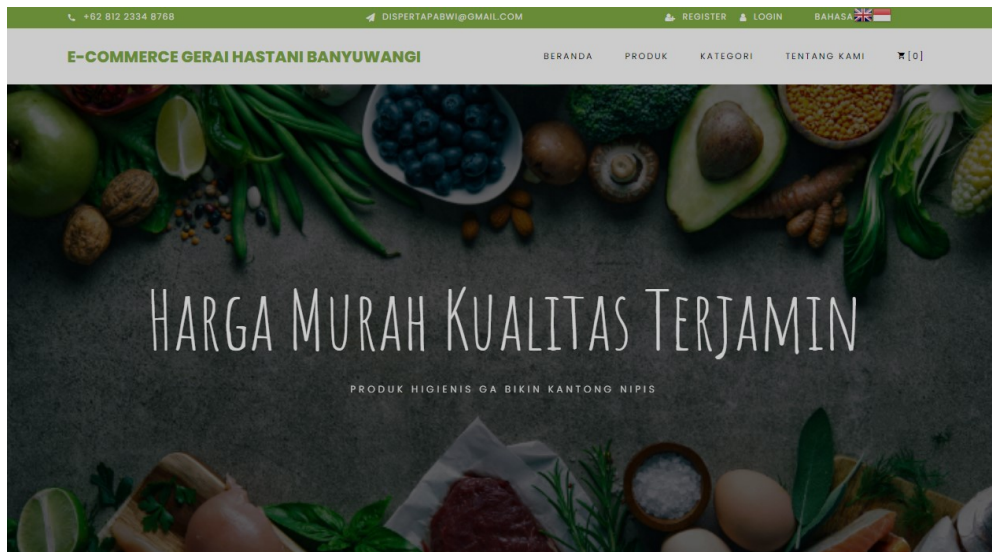 +62 812 2334 8768 DISPERTAPABWI@GMAIL.COM REGISTER LOGIN BAHASA
E-COMMERCE GERAI HASTANI BANYUWANGI BERANDA PRODUK KATEGORI TENTANG KAMI [0]
HARGA MURAH KUALITAS TERJAMIN
PRODUK HIGIENIS GA BIKIN KANTONG NIPIS